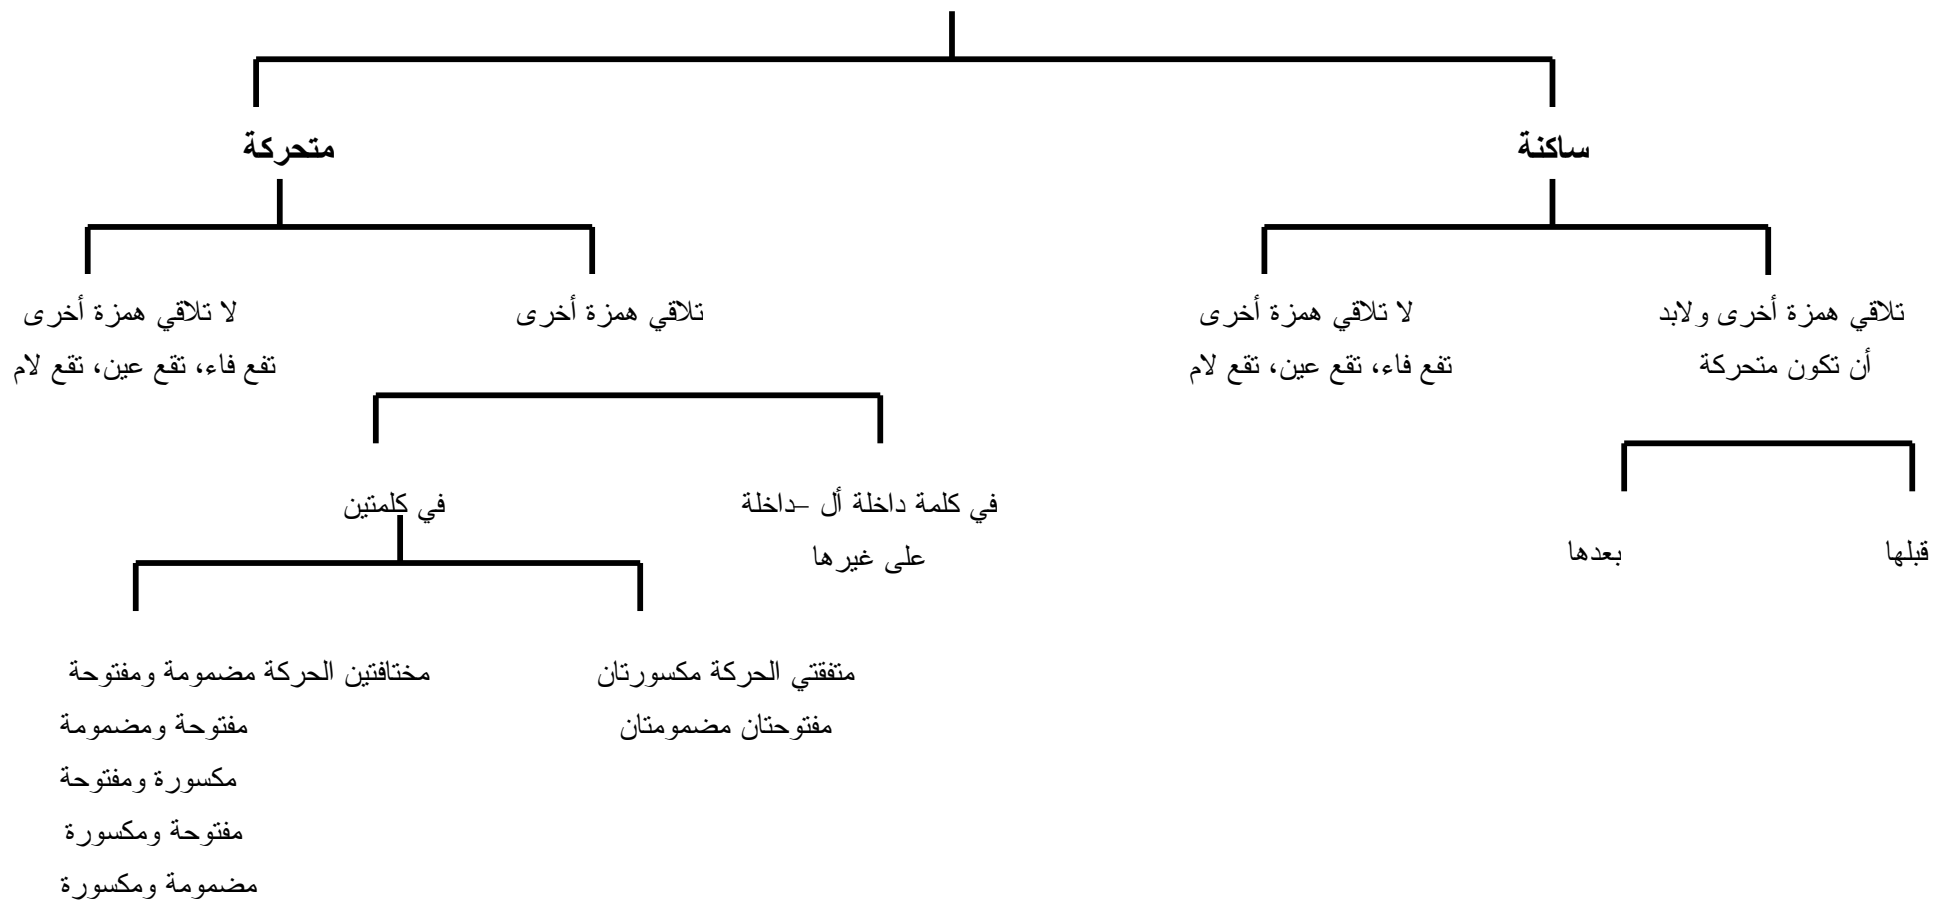 ساكنة
متحركة
تلاقي همزة أخرى ولابد
أن تكون متحركة
لا تلاقي همزة أخرى
تفع فاء، تقع عين، تقع لام
تلاقي همزة أخرى
لا تلاقي همزة أخرى
تفع فاء، تقع عين، تقع لام
قبلها
بعدها
في كلمة داخلة أل –داخلة
على غيرها
في كلمتين
متفقتي الحركة مكسورتان
مفتوحتان مضمومتان
مختافتين الحركة مضمومة ومفتوحة
مفتوحة ومضمومة
مكسورة ومفتوحة
مفتوحة ومكسورة
مضمومة ومكسورة